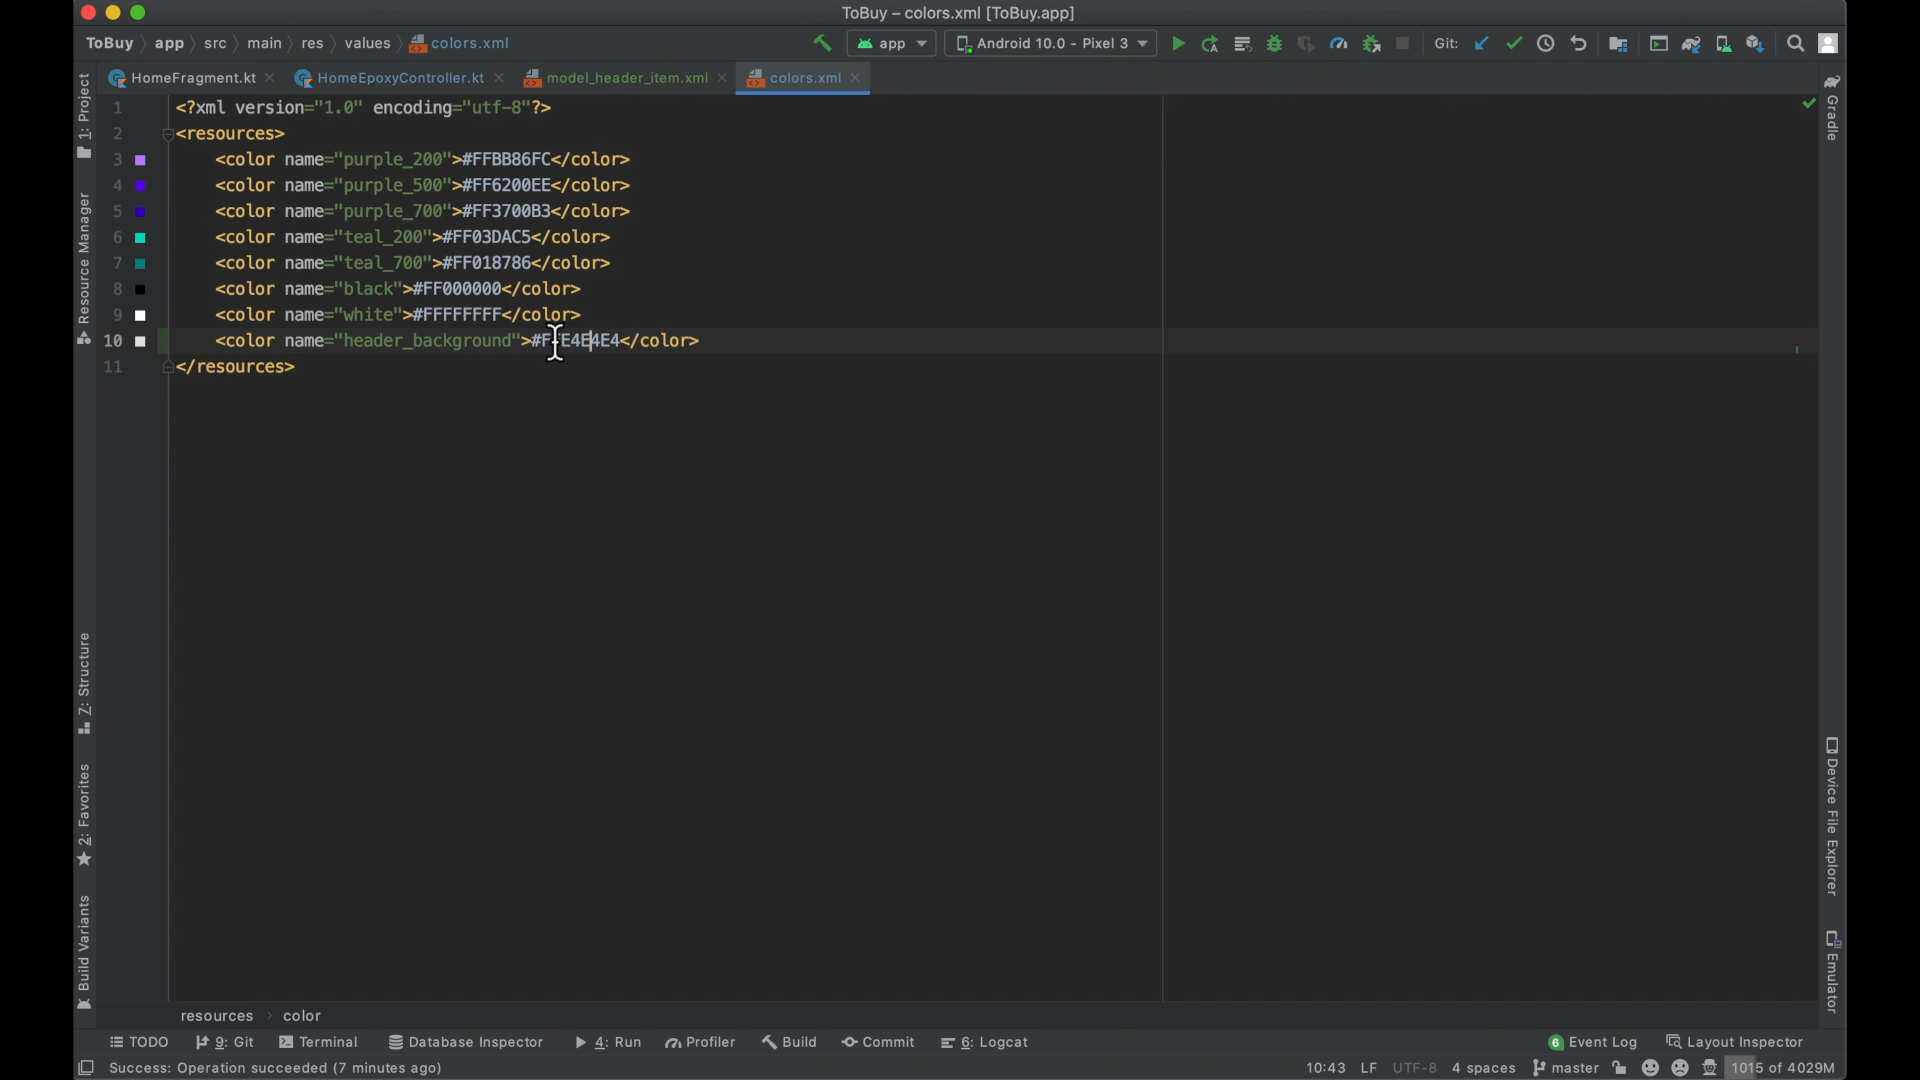 ToBuy – colors.xml [ToBuy.app]
ToBuy app src main res values colors.xml
app Android 10.0 - Pixel 3 Git:
HomeFragment.kt HomeEpoxyController.kt model_header_item.xml colors.xml
1 <?xml version="1.0" encoding="utf-8"?>
2 <resources>
3 <color name="purple_200">#FFBB86FC</color>
4 <color name="purple_500">#FF6200EE</color>
5 <color name="purple_700">#FF3700B3</color>
6 <color name="teal_200">#FF03DAC5</color>
7 <color name="teal_700">#FF018786</color>
8 <color name="black">#FF000000</color>
9 <color name="white">#FFFFFFFF</color>
10 <color name="header_background">#FFE4E4E4</color>
11 </resources>
1: Project
Resource Manager
Z: Structure
2: Favorites
Build Variants
Gradle
Device File Explorer
Emulator
resources color
TODO 9: Git Terminal Database Inspector 4: Run Profiler Build Commit 6: Logcat 6 Event Log Layout Inspector
Success: Operation succeeded (7 minutes ago) 10:43 LF UTF-8 4 spaces master 1015 of 4029M